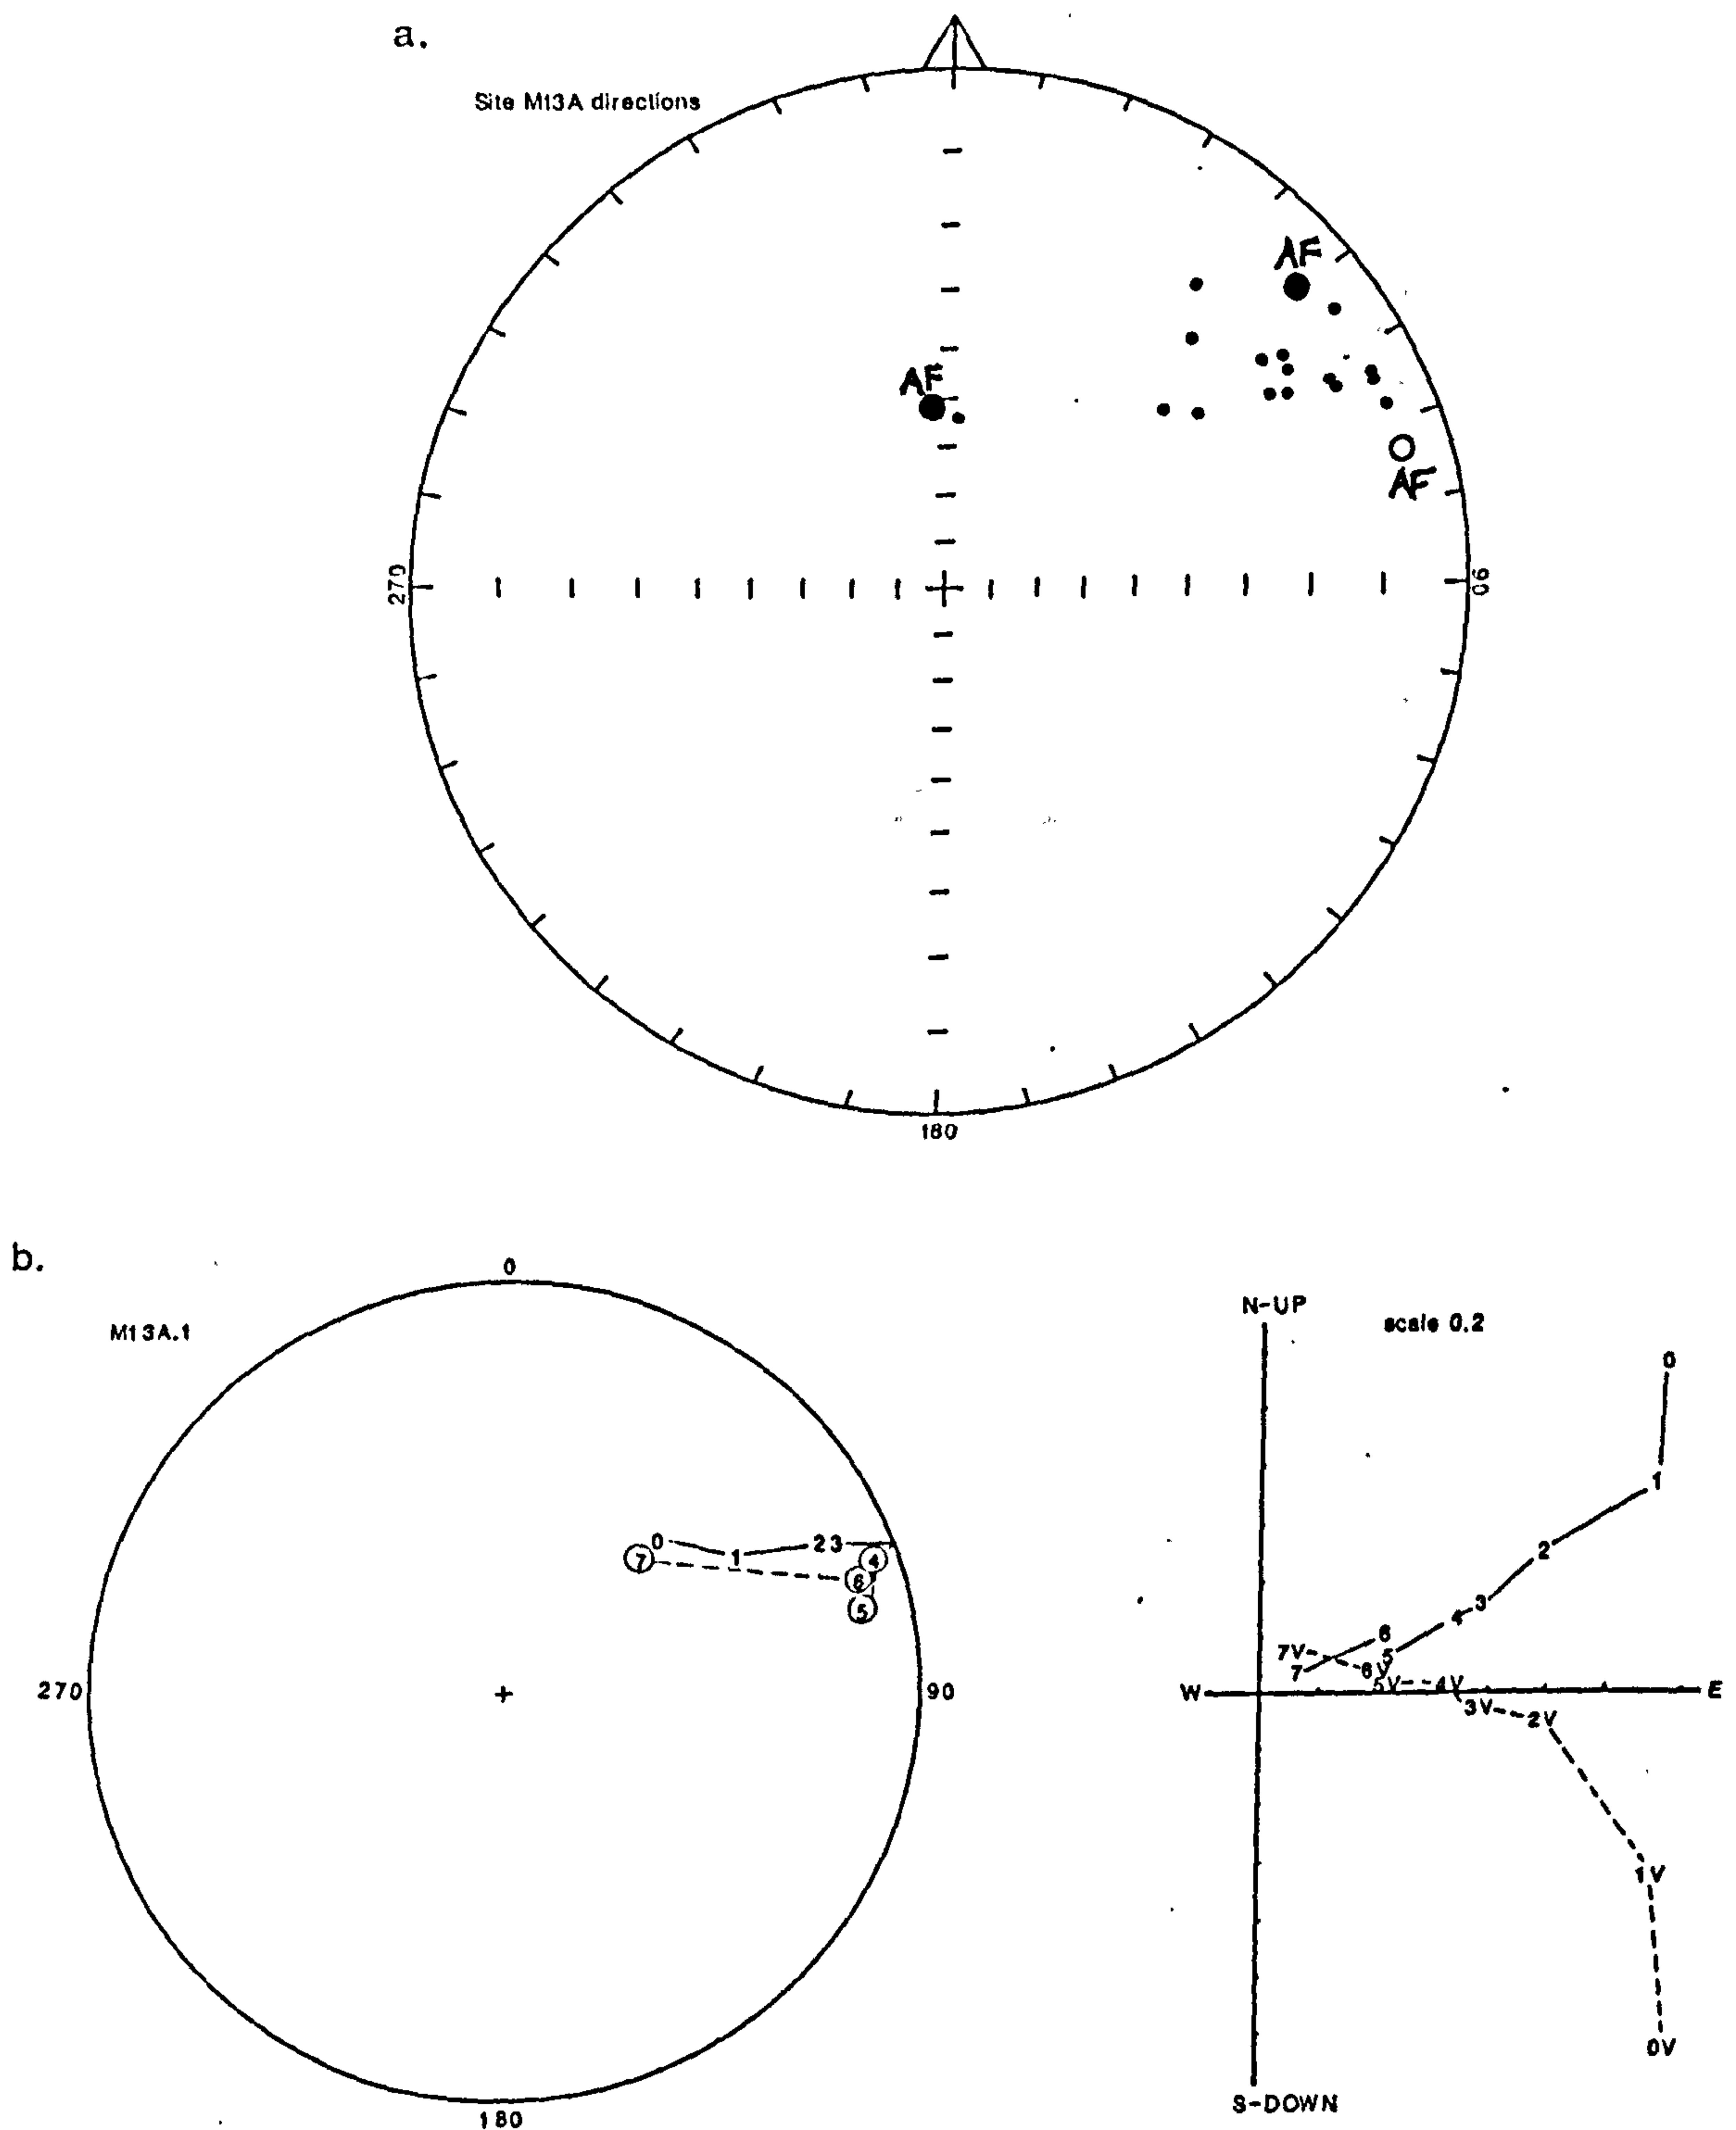 a.
Site M13A directions
AF
AF
AF
270
90
180
b.
0
M13A.1
270
90
180
0
1
2
3
4
5
6
7
N-UP
scale 0.2
0
1
2
3
4
5
6
7
7V
6V
5V
4V
3V
2V
1V
0V
W
E
S-DOWN